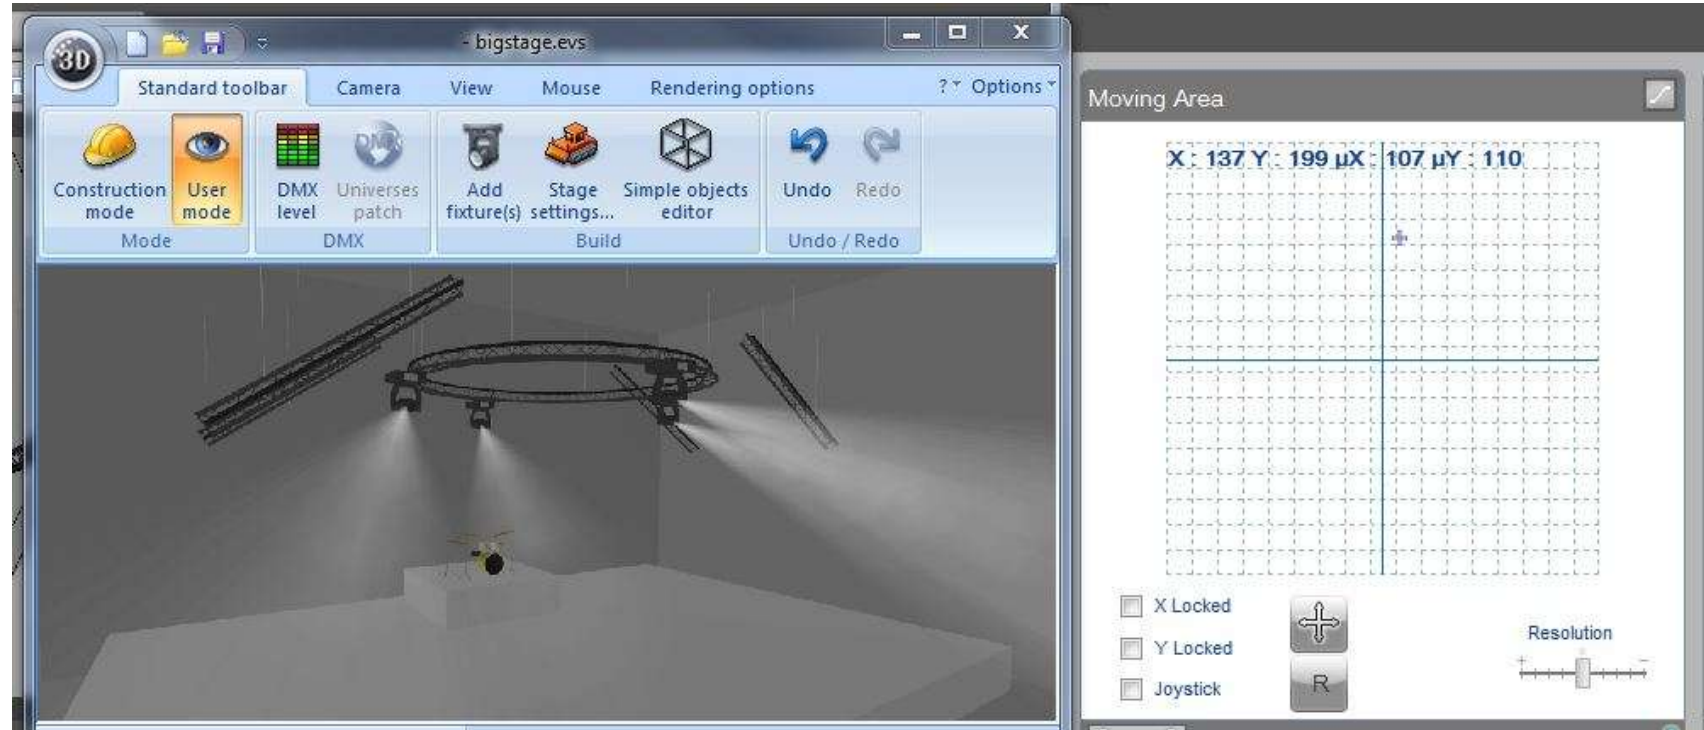 3D
- bigstage.evs
Standard toolbar Camera View Mouse Rendering options ? Options
Construction mode
User mode
DMX level
Universes patch
Add fixture(s)
Stage settings...
Simple objects editor
Undo
Redo
Mode DMX Build Undo / Redo
Moving Area
X : 137 Y : 199 µX : 107 µY : 110
X Locked
Y Locked
Joystick
R
Resolution
+ -